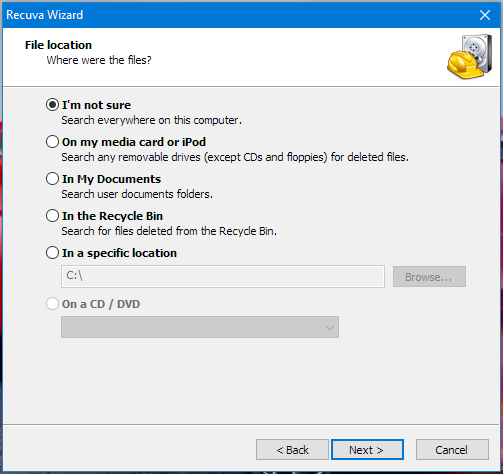 Recuva Wizard
File location
Where were the files?
I'm not sure
Search everywhere on this computer.
On my media card or iPod
Search any removable drives (except CDs and floppies) for deleted files.
In My Documents
Search user documents folders.
In the Recycle Bin
Search for files deleted from the Recycle Bin.
In a specific location
C:\
Browse...
On a CD / DVD
< Back
Next >
Cancel